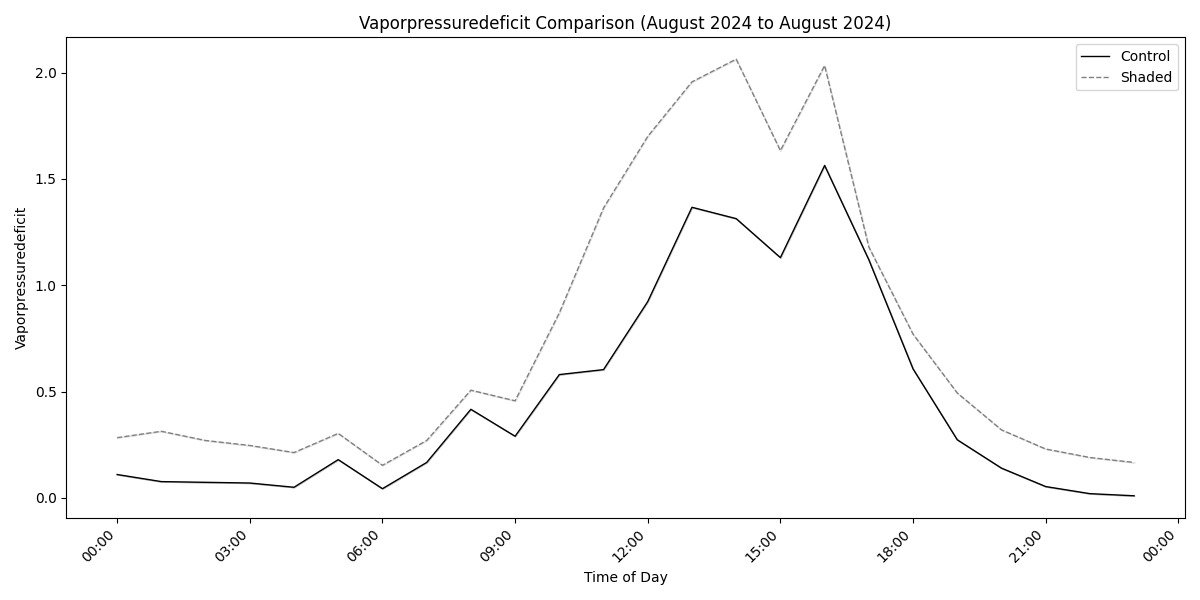 Vaporpressuredeficit Comparison (August 2024 to August 2024)
Control
Shaded
Vaporpressuredeficit
2.0
1.5
1.0
0.5
0.0
00:00
03:00
06:00
09:00
12:00
15:00
18:00
21:00
00:00
Time of Day